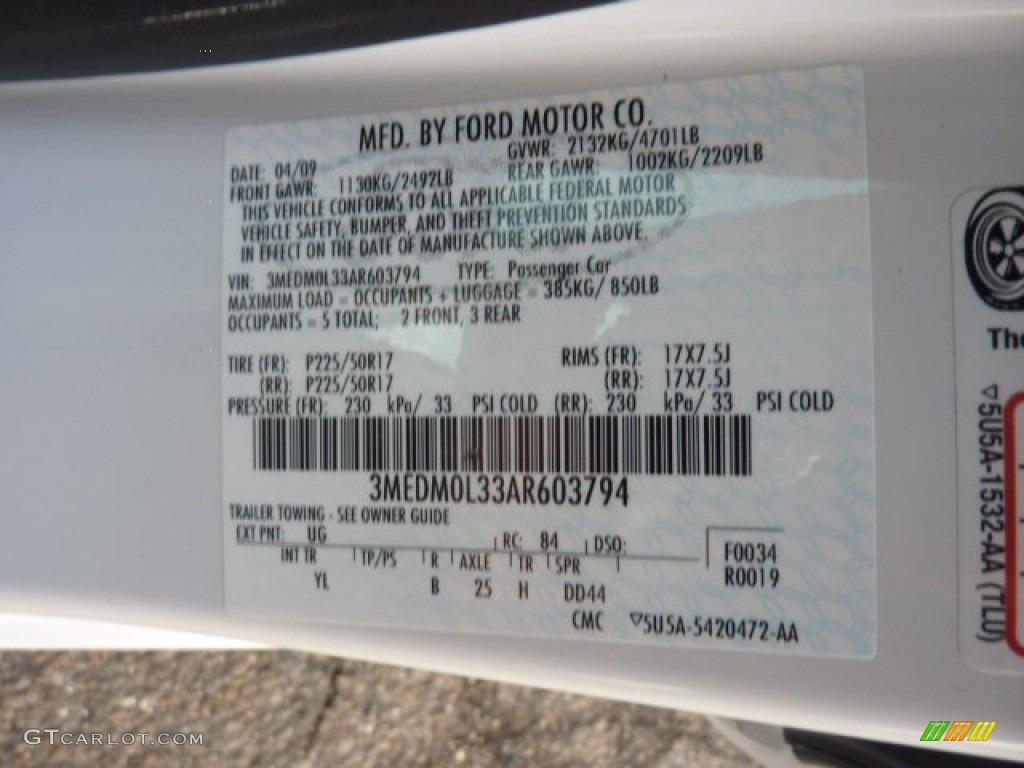 MFD. BY FORD MOTOR CO.
DATE: 04/09 GVWR: 2132KG/4701LB
FRONT GAWR: 1130KG/2492LB REAR GAWR: 1002KG/2209LB
THIS VEHICLE CONFORMS TO ALL APPLICABLE FEDERAL MOTOR
VEHICLE SAFETY, BUMPER, AND THEFT PREVENTION STANDARDS
IN EFFECT ON THE DATE OF MANUFACTURE SHOWN ABOVE.
VIN: 3MEDM0L33AR603794 TYPE: Passenger Car
MAXIMUM LOAD = OCCUPANTS + LUGGAGE = 385KG/ 850LB
OCCUPANTS = 5 TOTAL; 2 FRONT, 3 REAR
TIRE (FR): P225/50R17 RIMS (FR): 17X7.5J
(RR): P225/50R17 (RR): 17X7.5J
PRESSURE (FR): 230 kPa/ 33 PSI COLD (RR): 230 kPa/ 33 PSI COLD
3MEDM0L33AR603794
TRAILER TOWING - SEE OWNER GUIDE
EXT PNT: UG RC: 84 DSO:
INT TR TP/PS R AXLE TR SPR
YL B 25 H DD44
F0034
R0019
CMC ▽5U5A-5420472-AA
The
▽5U5A-1532-AA (TLU)
GTCARLOT.COM